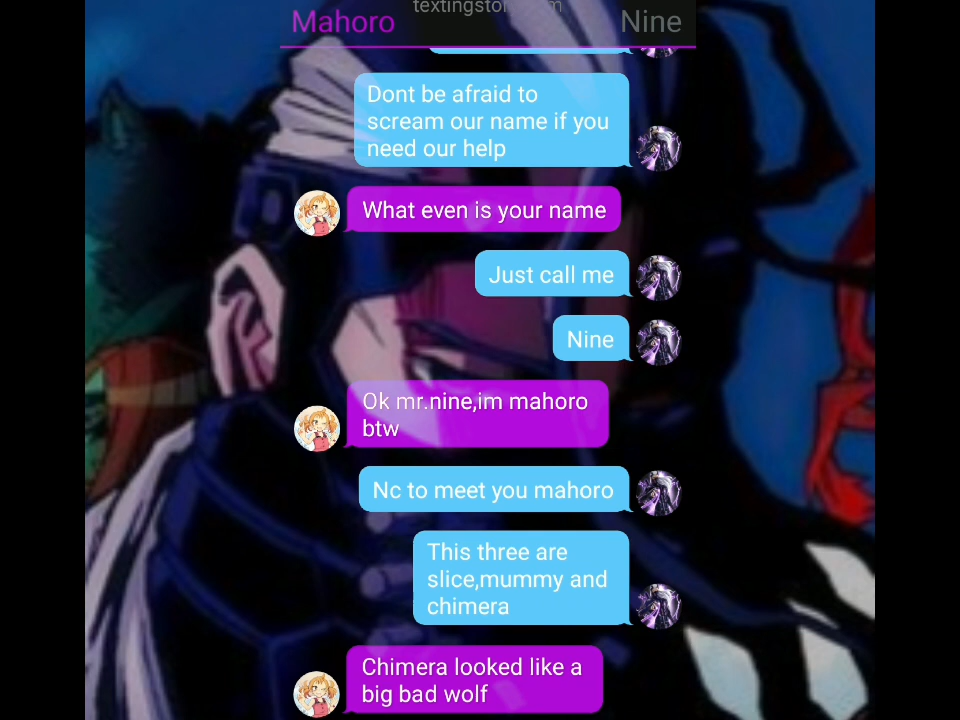 Mahoro
Nine
Dont be afraid to
scream our name if you
need our help
What even is your name
Just call me
Nine
Ok mr.nine,im mahoro
btw
Nc to meet you mahoro
This three are
slice,mummy and
chimera
Chimera looked like a
big bad wolf